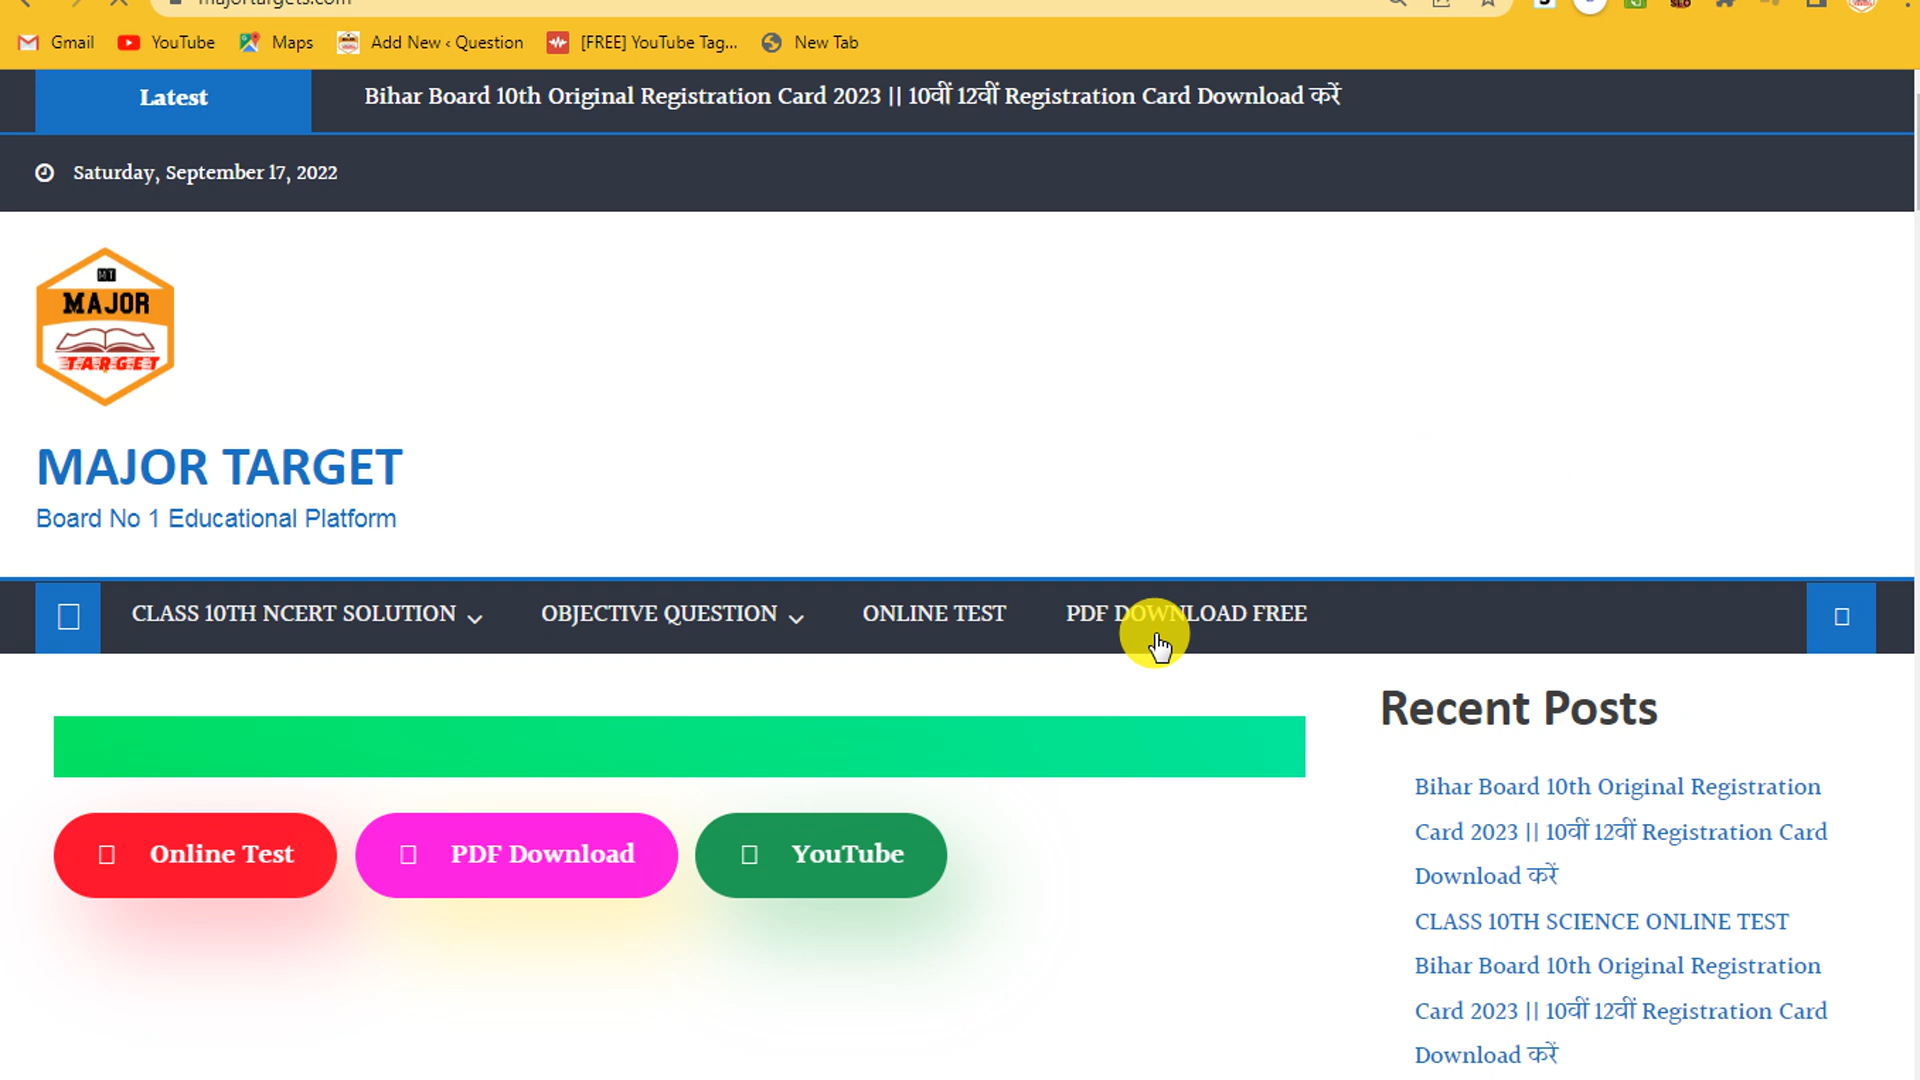 majortargets.com
Gmail
YouTube
Maps
Add New ‹ Question
[FREE] YouTube Tag...
New Tab
Latest
Bihar Board 10th Original Registration Card 2023 || 10वीं 12वीं Registration Card Download करें
Saturday, September 17, 2022
MT
MAJOR
TARGET
MAJOR TARGET
Board No 1 Educational Platform
CLASS 10TH NCERT SOLUTION
OBJECTIVE QUESTION
ONLINE TEST
PDF DOWNLOAD FREE
Online Test
PDF Download
YouTube
Recent Posts
Bihar Board 10th Original Registration
Card 2023 || 10वीं 12वीं Registration Card
Download करें
CLASS 10TH SCIENCE ONLINE TEST
Bihar Board 10th Original Registration
Card 2023 || 10वीं 12वीं Registration Card
Download करें